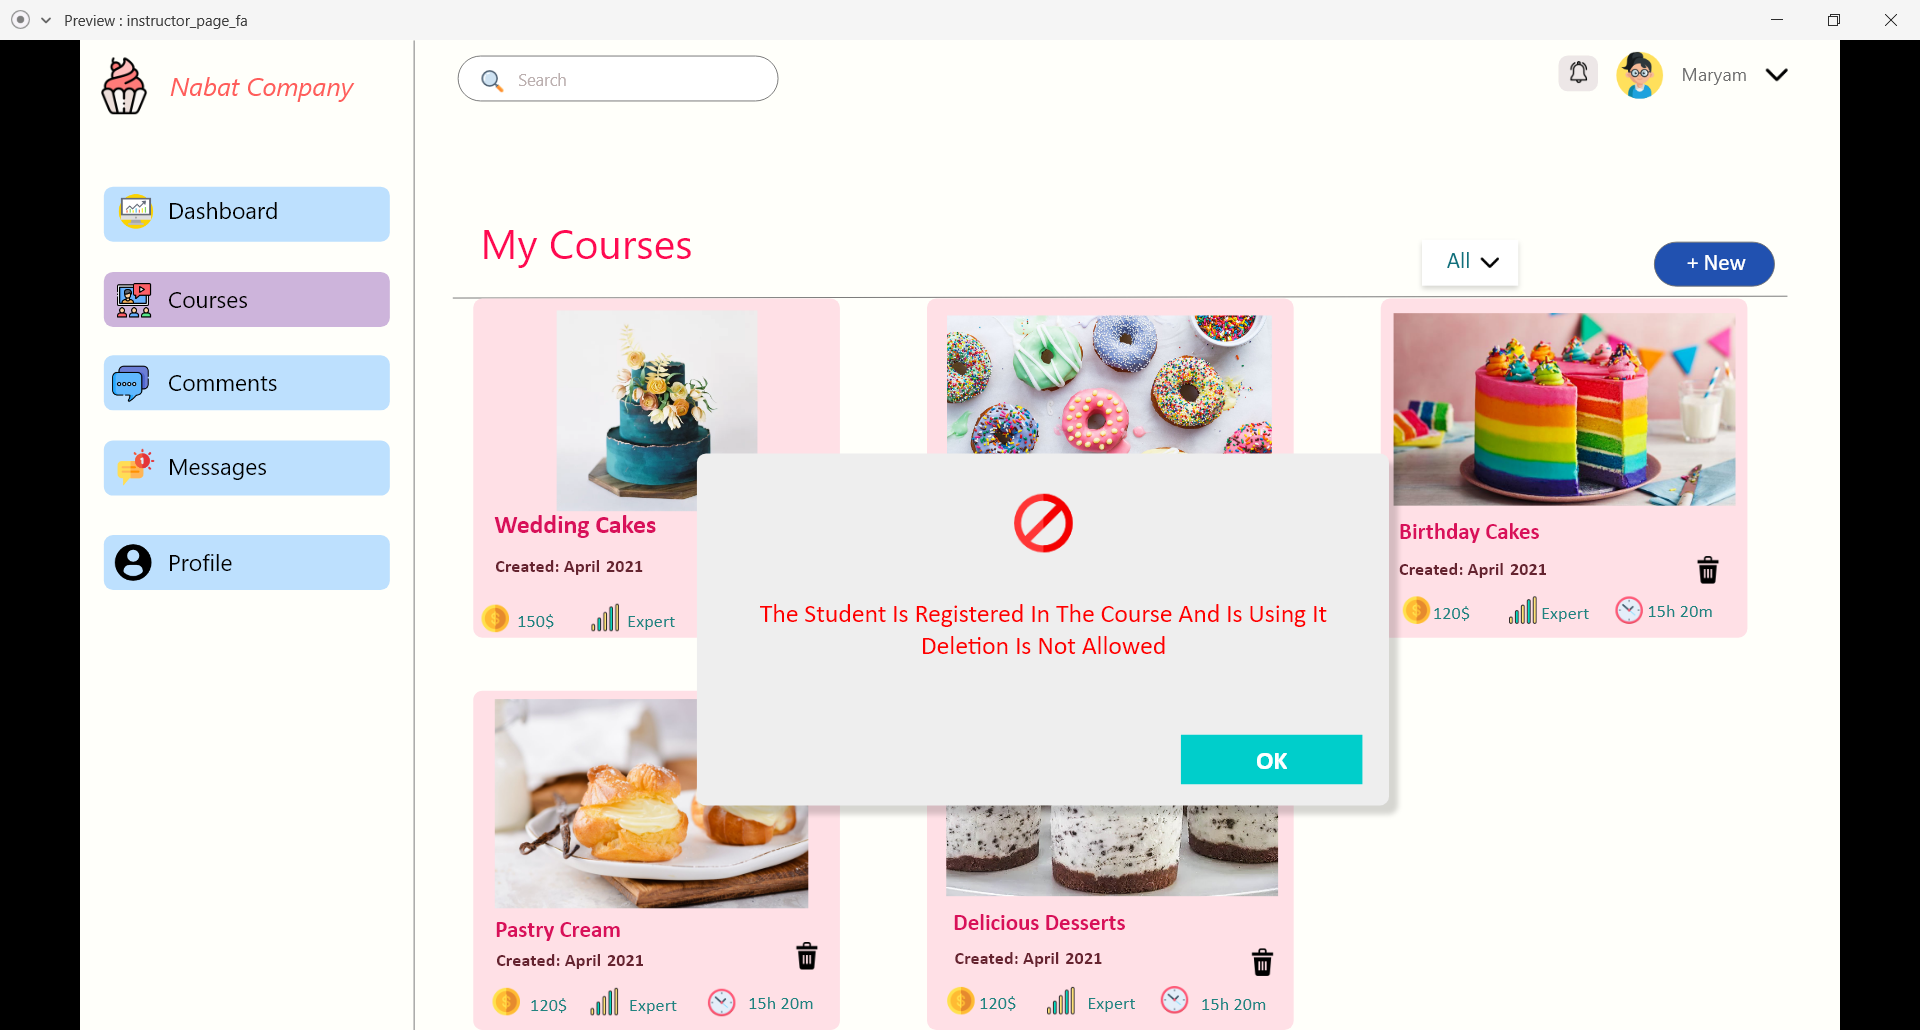 Preview : instructor_page_fa
Nabat Company
Search
Maryam
Dashboard
Courses
Comments
Messages
Profile
My Courses
All
+ New
Wedding Cakes
Created: April 2021
150$
Expert
Birthday Cakes
Created: April 2021
120$
Expert
15h 20m
The Student Is Registered In The Course And Is Using It
Deletion Is Not Allowed
OK
Pastry Cream
Created: April 2021
120$
Expert
15h 20m
Delicious Desserts
Created: April 2021
120$
Expert
15h 20m